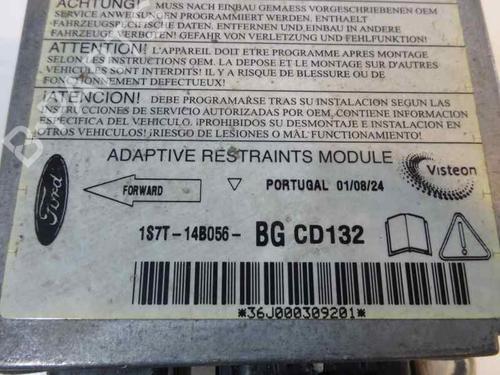 ACHTUNG! MUSS NACH EINBAU GEMAESS VORGESCHRIEBENEN OEM
SERVICE ANWEISUNGEN PROGRAMMIERT WERDEN, ENTHAELT
FAHRZEUGSPEZIFISCHE DATEN, ENTFERNEN UND EINBAU IN ANDERE
FAHRZEUGE VERBOTEN! GEFAHR VON VERLETZUNG UND FEHLFUNKTION!
ATTENTION! L'APPAREIL DOIT ETRE PROGRAMME APRES MONTAGE
SELON LES INSTRUCTIONS OEM. LA DEPOSE ET LE MONTAGE SUR D'AUTRES
VEHICULES SONT INTERDITS! IL Y A RISQUE DE BLESSURE OU DE
FONCTIONNEMENT DEFECTUEUX!
¡ATENCION! DEBE PROGRAMARSE TRAS SU INSTALACION SEGUN LAS
INSTRUCCIONES DE SERVICIO AUTORIZADAS POR OEM, CONTIENE INFORMACION
ESPECIFICA DEL VEHICULO. ¡PROHIBIDO SU DESMONTAJE E INSTALADO EN
OTROS VEHICULOS! ¡RIESGO DE LESIONES O MAL FUNCIONAMIENTO!
ADAPTIVE RESTRAINTS MODULE
Ford
FORWARD
PORTUGAL 01/08/24
Visteon
1S7T-14B056- BG CD132
*36J000309201*